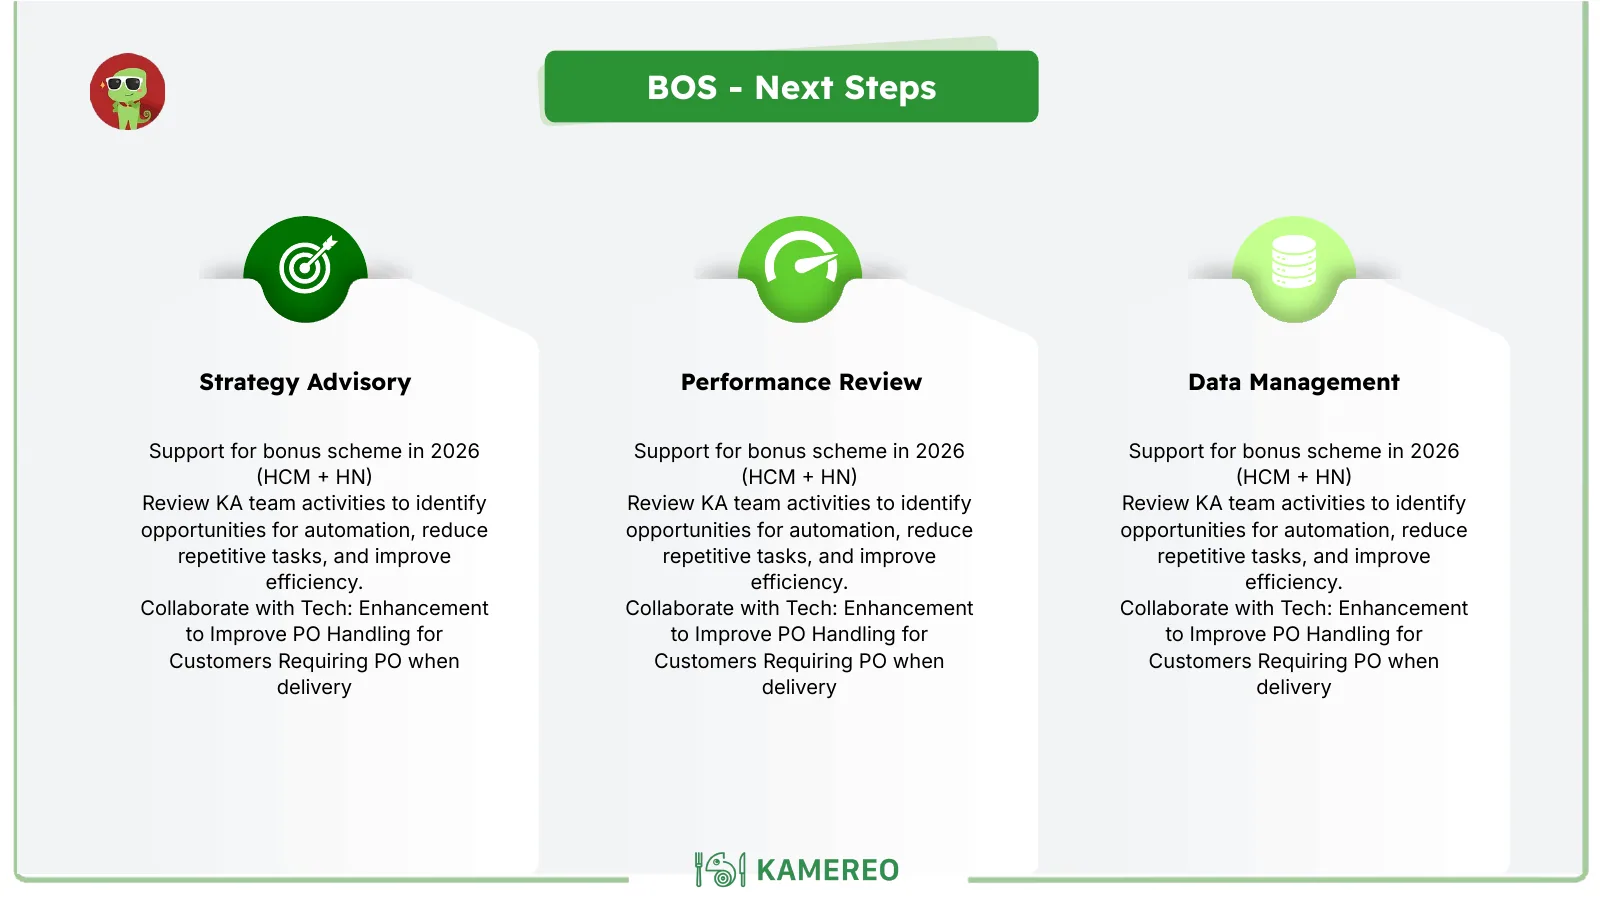 BOS - Next Steps
Strategy Advisory
Support for bonus scheme in 2026
(HCM + HN)
Review KA team activities to identify
opportunities for automation, reduce
repetitive tasks, and improve
efficiency.
Collaborate with Tech: Enhancement
to Improve PO Handling for
Customers Requiring PO when
delivery
Performance Review
Support for bonus scheme in 2026
(HCM + HN)
Review KA team activities to identify
opportunities for automation, reduce
repetitive tasks, and improve
efficiency.
Collaborate with Tech: Enhancement
to Improve PO Handling for
Customers Requiring PO when
delivery
Data Management
Support for bonus scheme in 2026
(HCM + HN)
Review KA team activities to identify
opportunities for automation, reduce
repetitive tasks, and improve
efficiency.
Collaborate with Tech: Enhancement
to Improve PO Handling for
Customers Requiring PO when
delivery
KAMEREO